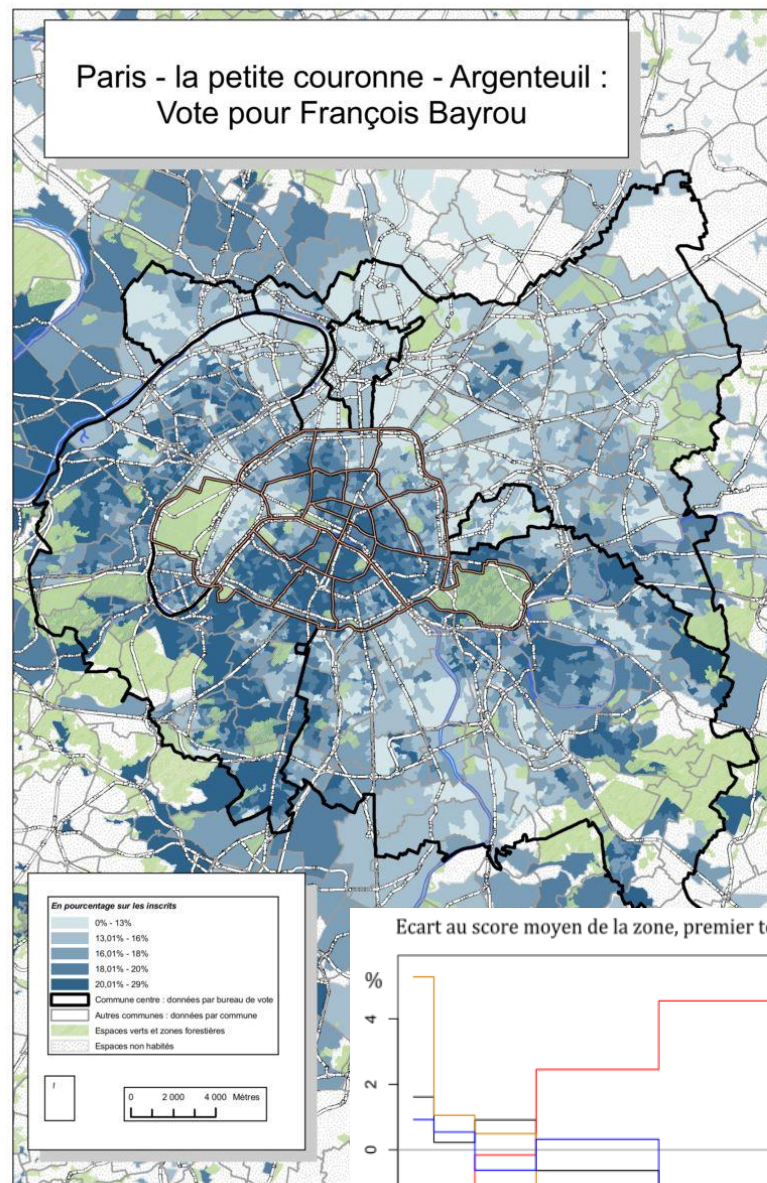 Paris - la petite couronne - Argenteuil :
Vote pour François Bayrou
En pourcentage sur les inscrits
0% - 13%
13,01% - 16%
16,01% - 18%
18,01% - 20%
20,01% - 29%
Commune centre : données par bureau de vote
Autres communes : données par commune
Espaces verts et zones forestières
Espaces non habités
0 2 000 4 000 Mètres
Ecart au score moyen de la zone, premier
%
4
2
0